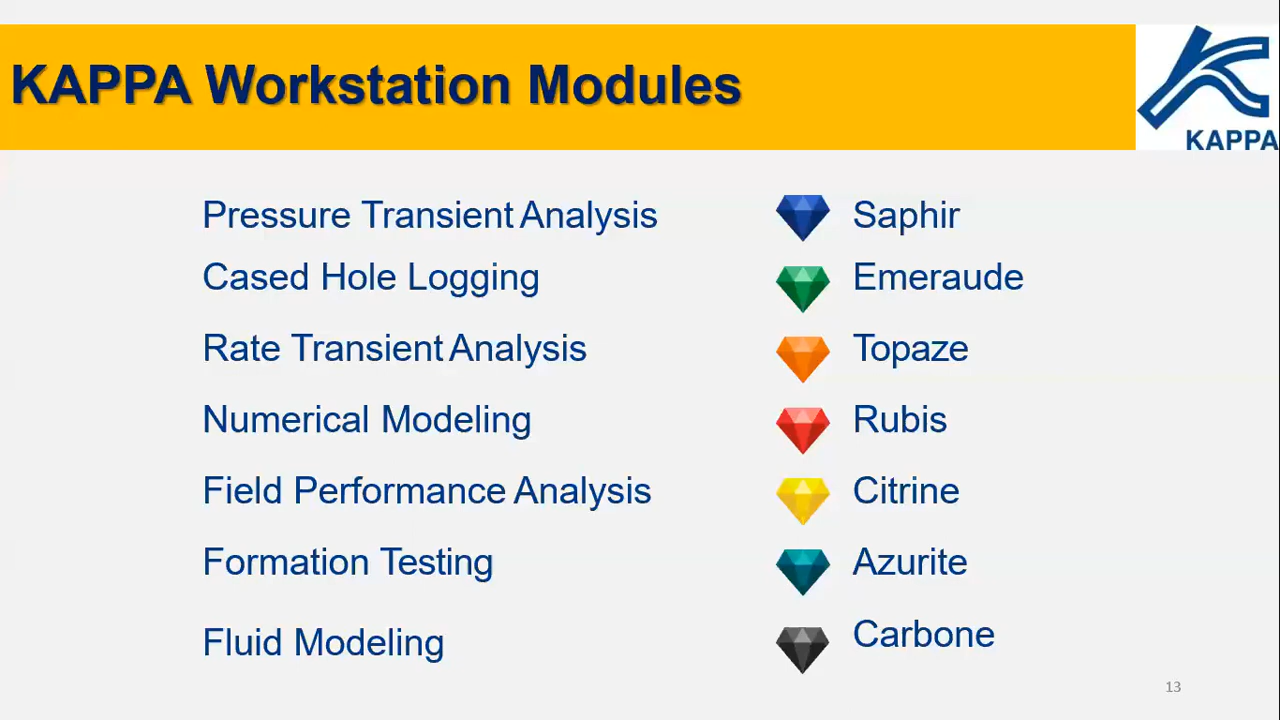 KAPPA Workstation Modules
KAPPA
Pressure Transient Analysis
Saphir
Cased Hole Logging
Emeraude
Rate Transient Analysis
Topaze
Numerical Modeling
Rubis
Field Performance Analysis
Citrine
Formation Testing
Azurite
Fluid Modeling
Carbone
13